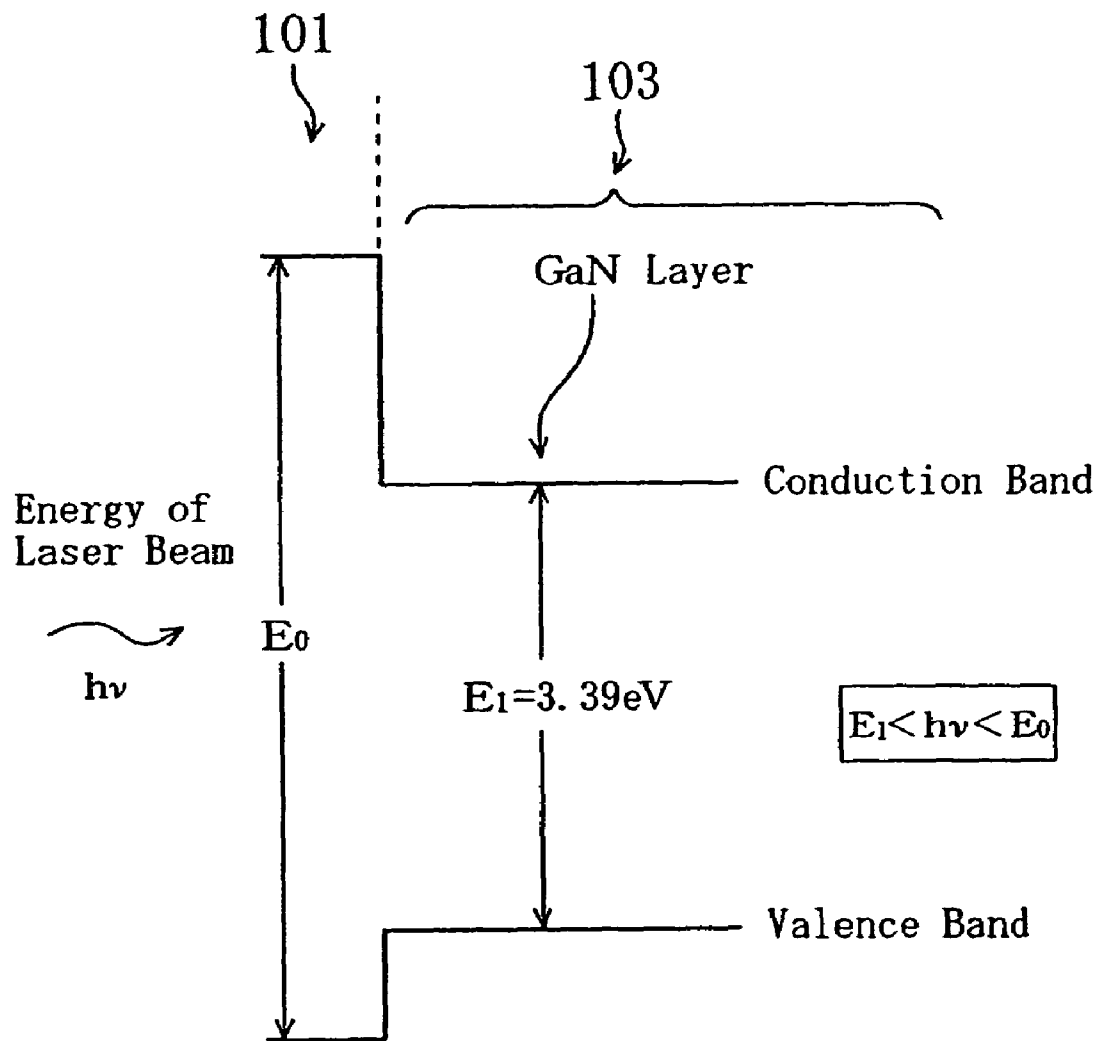 101
103
GaN Layer
Conduction Band
Energy of
Laser Beam
E0
hν
E1=3.39eV
E1<hν<E0
Valence Band